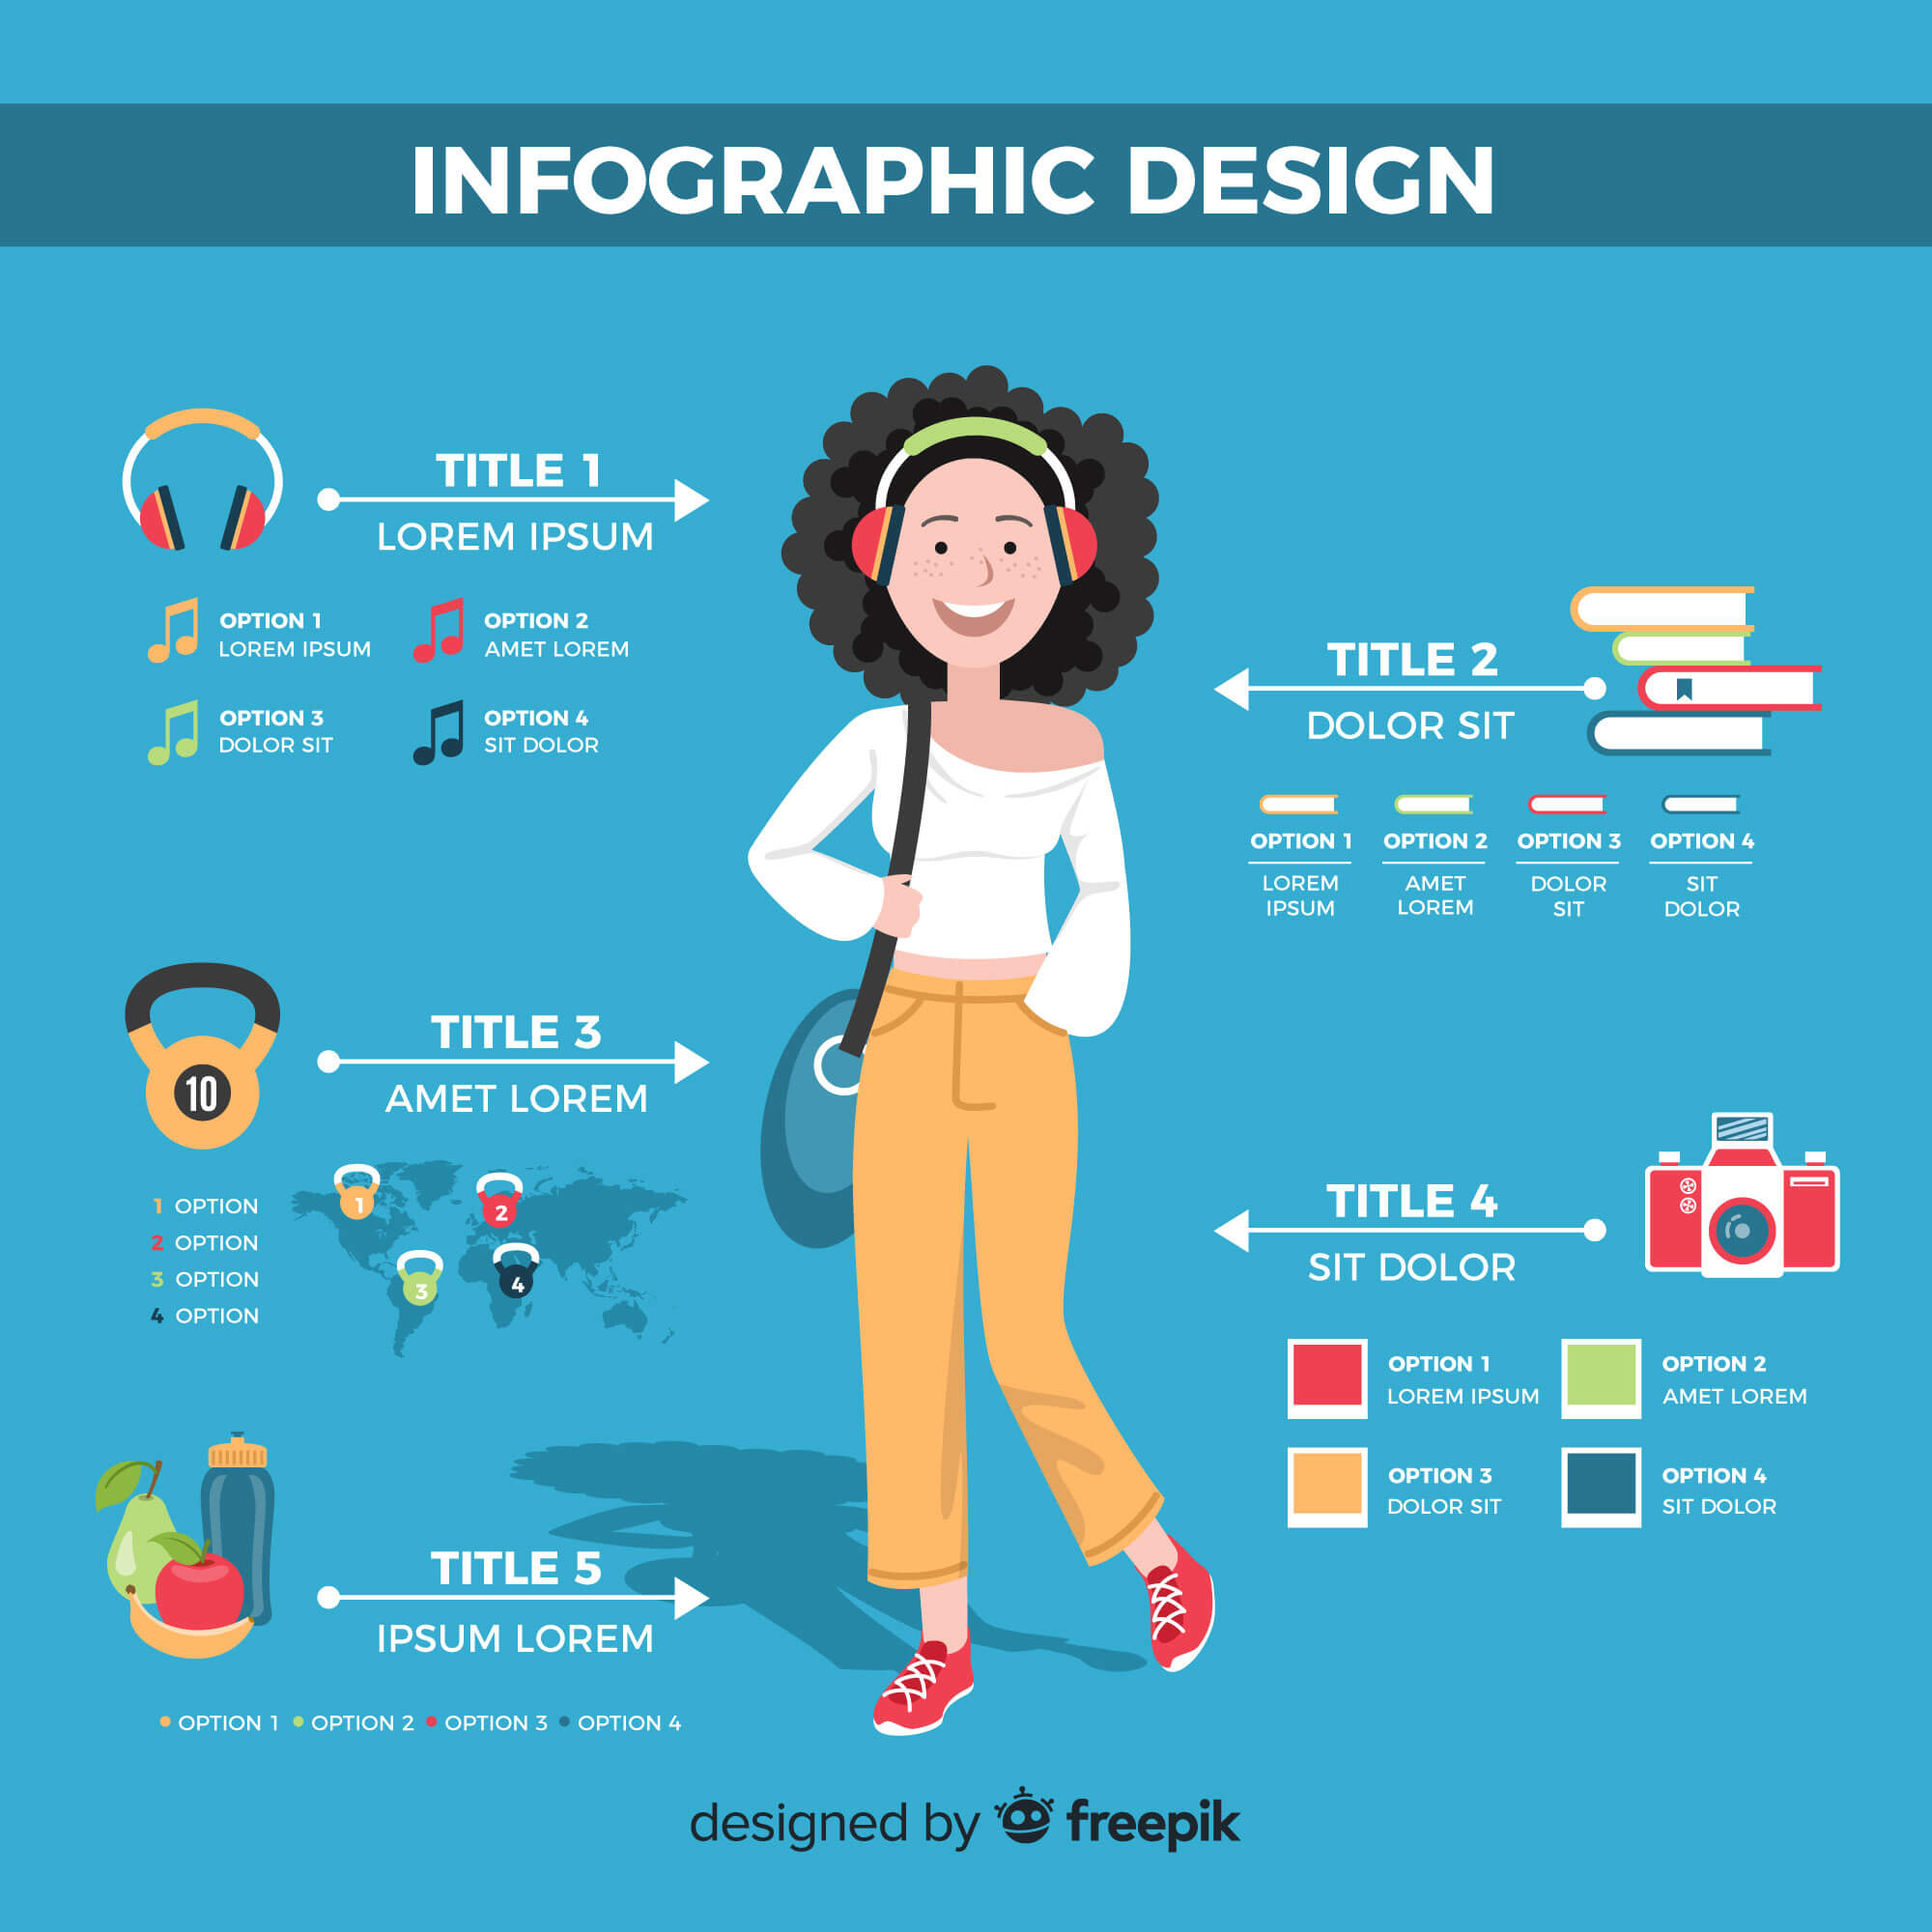 INFOGRAPHIC DESIGN
TITLE 1
LOREM IPSUM
OPTION 1
LOREM IPSUM
OPTION 2
AMET LOREM
OPTION 3
DOLOR SIT
OPTION 4
SIT DOLOR
TITLE 2
DOLOR SIT
OPTION 1
LOREM
IPSUM
OPTION 2
AMET
LOREM
OPTION 3
DOLOR
SIT
OPTION 4
SIT
DOLOR
10
TITLE 3
AMET LOREM
1 OPTION
2 OPTION
3 OPTION
4 OPTION
1
2
3
4
TITLE 4
SIT DOLOR
OPTION 1
LOREM IPSUM
OPTION 2
AMET LOREM
OPTION 3
DOLOR SIT
OPTION 4
SIT DOLOR
TITLE 5
IPSUM LOREM
OPTION 1 OPTION 2 OPTION 3 OPTION 4
designed by freepik